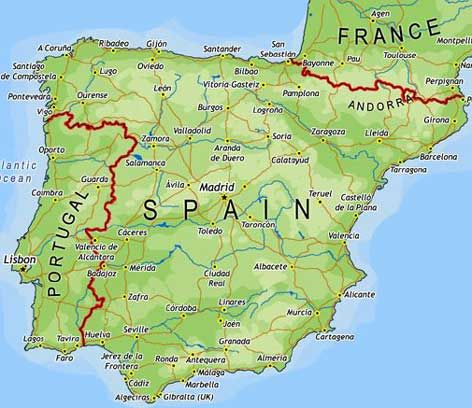 Agen
FRANCE
A Coruña
Ribadeo
Gijón
Santander
San
Sebastián
Bayonne
Pau
Toulouse
Santiago
de Compostela
Lugo
Oviedo
Bilbao
Vitoria-Gasteiz
Pamplona
Perpignan
Pontevedra
Ourense
León
Burgos
Logroño
ANDORRA
Vigo
Girona
Zamora
Valladolid
Aranda
de Duero
Soria
Zaragoza
Lleida
Barcelona
Oporto
Salamanca
Calatayud
Tarragona
Atlantic
Ocean
Coimbra
Guarda
Ávila
Madrid
Teruel
Castelló
de la Plana
PORTUGAL
SPAIN
Toledo
Tarancón
Valencia
Valencia de
Alcántara
Cáceres
Lisbon
Badajoz
Mérida
Ciudad
Real
Albacete
Zafra
Alicante
Córdoba
Linares
Murcia
Jaen
Cartagena
Lagos
Tavira
Faro
Huelva
Seville
Granada
Jerez de la
Frontera
Ronda
Antequera
Almería
Cádiz
Málaga
Marbella
Algeciras
Gibraltar (UK)